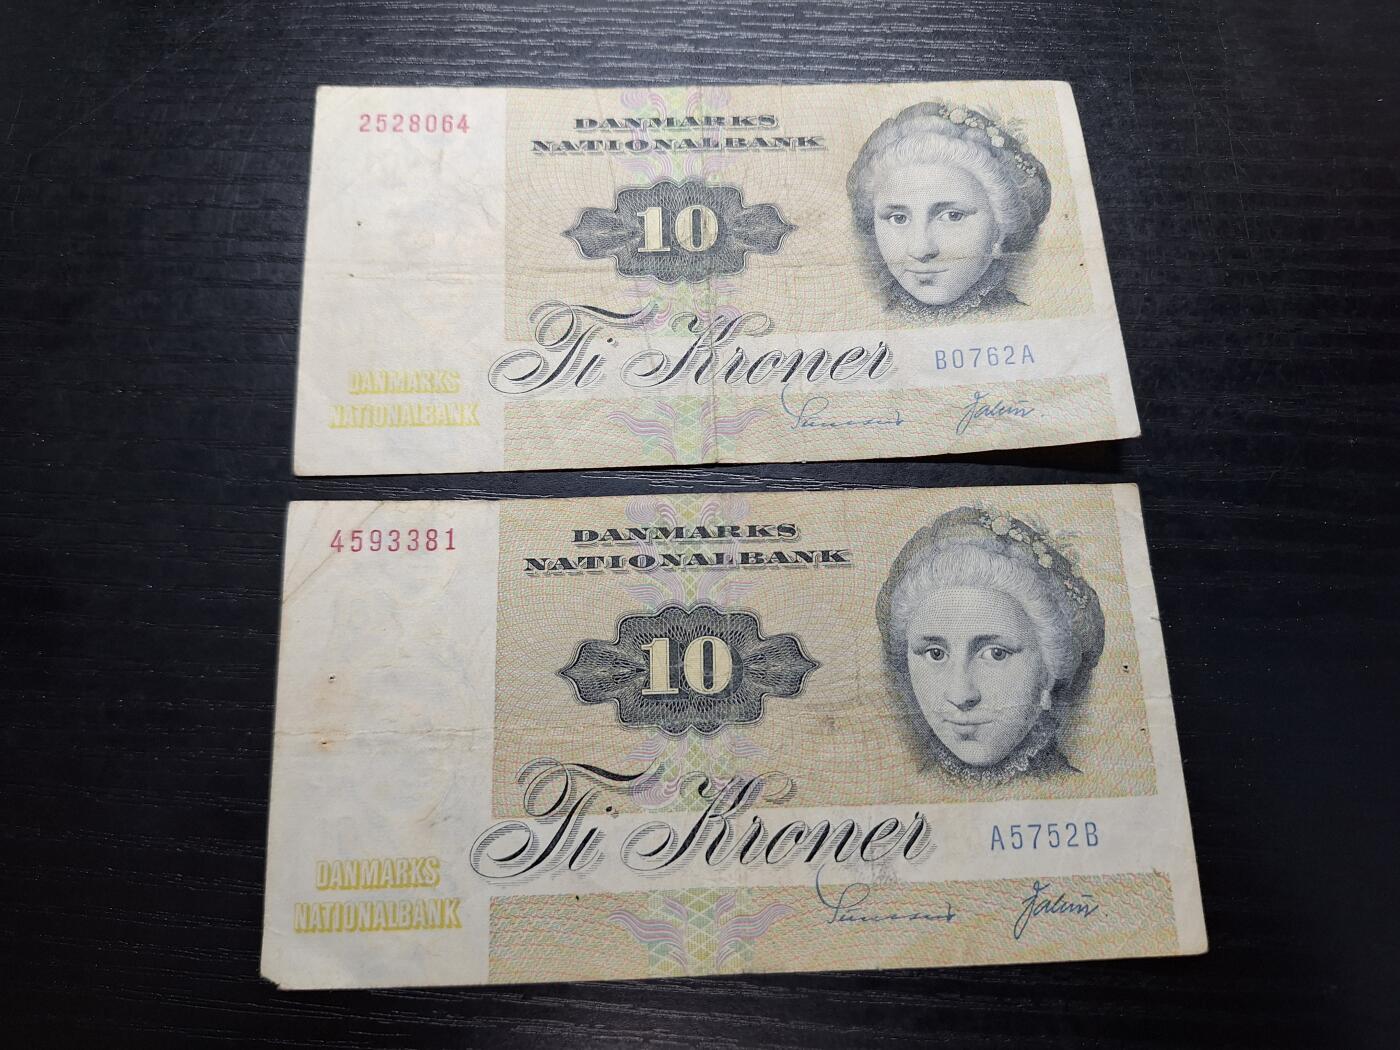 2528064
DANMARKS
NATIONALBANK
10
Ti Kroner
B0762A
DANMARKS
NATIONALBANK
4593381
DANMARKS
NATIONALBANK
10
Ti Kroner
A5752B
DANMARKS
NATIONALBANK